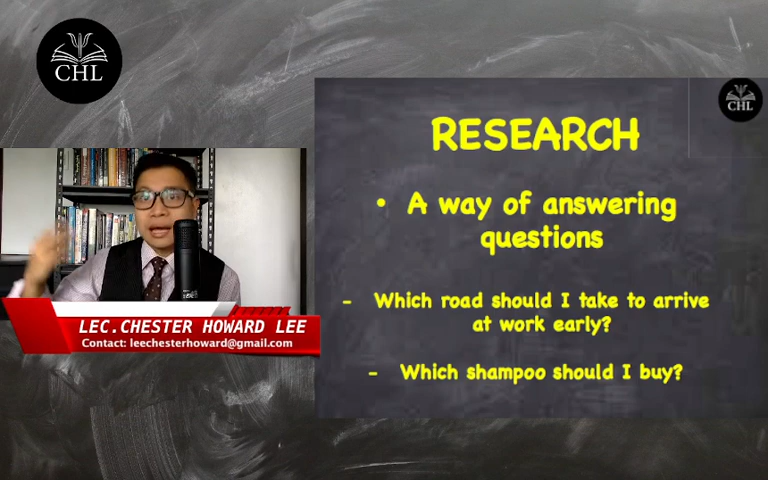 CHL
CHL
RESEARCH
• A way of answering
questions
- Which road should I take to arrive
at work early?
- Which shampoo should I buy?
LEC.CHESTER HOWARD LEE
Contact: leechesterhoward@gmail.com